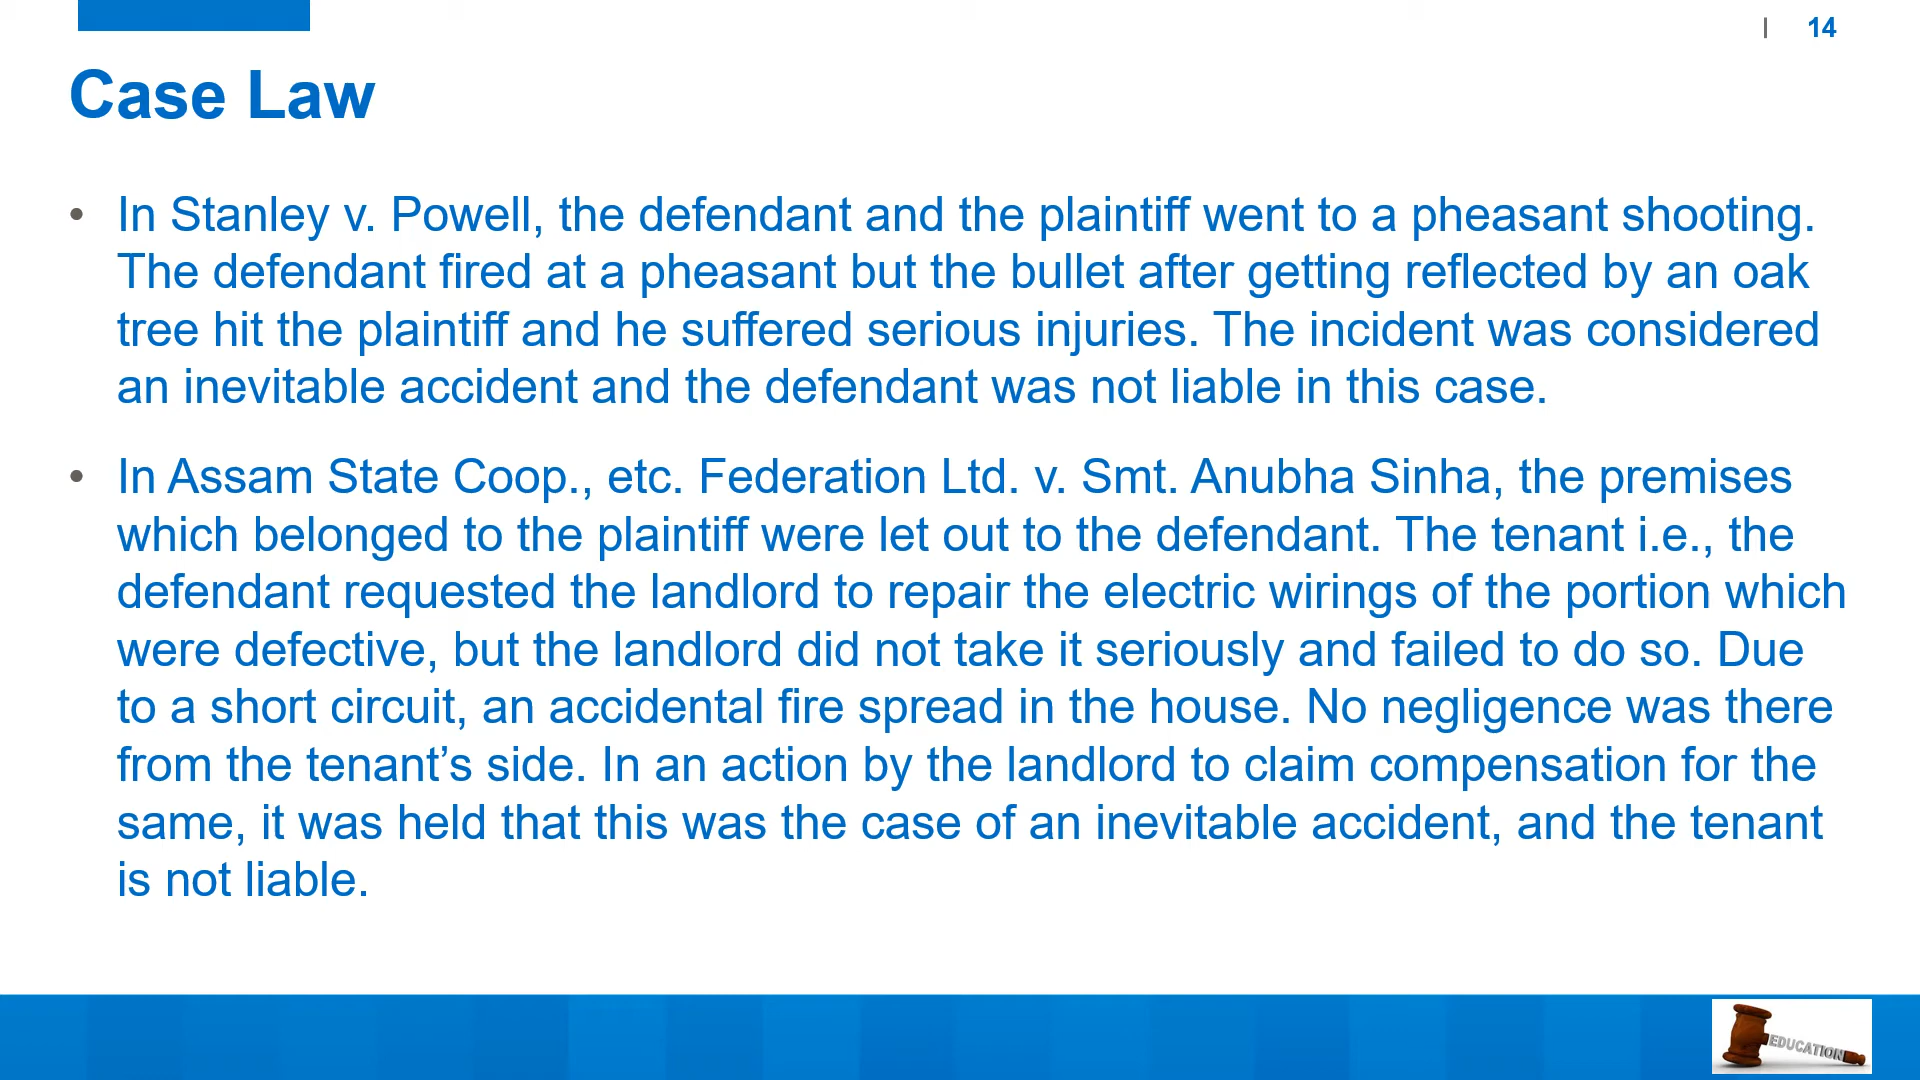 14
Case Law
• In Stanley v. Powell, the defendant and the plaintiff went to a pheasant shooting.
The defendant fired at a pheasant but the bullet after getting reflected by an oak
tree hit the plaintiff and he suffered serious injuries. The incident was considered
an inevitable accident and the defendant was not liable in this case.
• In Assam State Coop., etc. Federation Ltd. v. Smt. Anubha Sinha, the premises
which belonged to the plaintiff were let out to the defendant. The tenant i.e., the
defendant requested the landlord to repair the electric wirings of the portion which
were defective, but the landlord did not take it seriously and failed to do so. Due
to a short circuit, an accidental fire spread in the house. No negligence was there
from the tenant’s side. In an action by the landlord to claim compensation for the
same, it was held that this was the case of an inevitable accident, and the tenant
is not liable.
EDUCATION